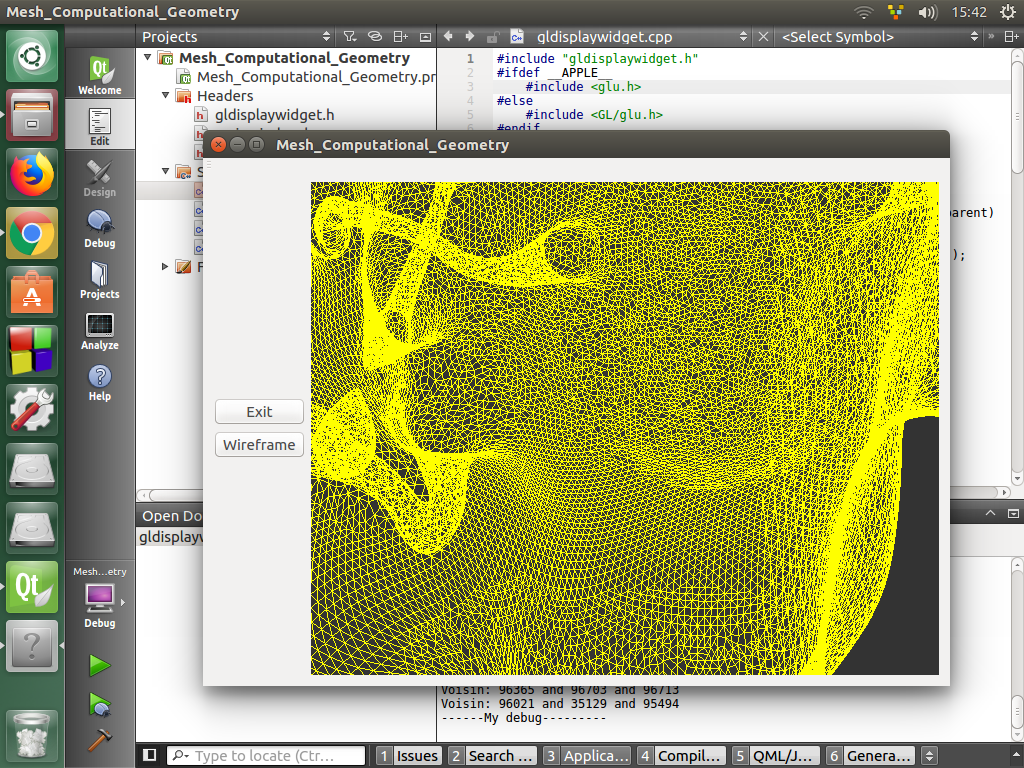 Mesh_Computational_Geometry
15:42
Projects
gldisplaywidget.cpp
<Select Symbol>
Welcome
Edit
Design
Debug
Projects
Analyze
Help
Mesh...etry
Debug
Mesh_Computational_Geometry
Mesh_Computational_Geometry.pr
Headers
gldisplaywidget.h
1 #include "gldisplaywidget.h"
2 #ifdef __APPLE__
3 #include <glu.h>
4 #else
5 #include <GL/glu.h>
6 #endif
arent)
);
Mesh_Computational_Geometry
Exit
Wireframe
Open Do
gldisplayw
Voisin: 96365 and 96703 and 96713
Voisin: 96021 and 35129 and 95494
------My debug---------
Type to locate (Ctr...
1 Issues
2 Search ...
3 Applica...
4 Compil...
5 QML/J...
6 Genera...